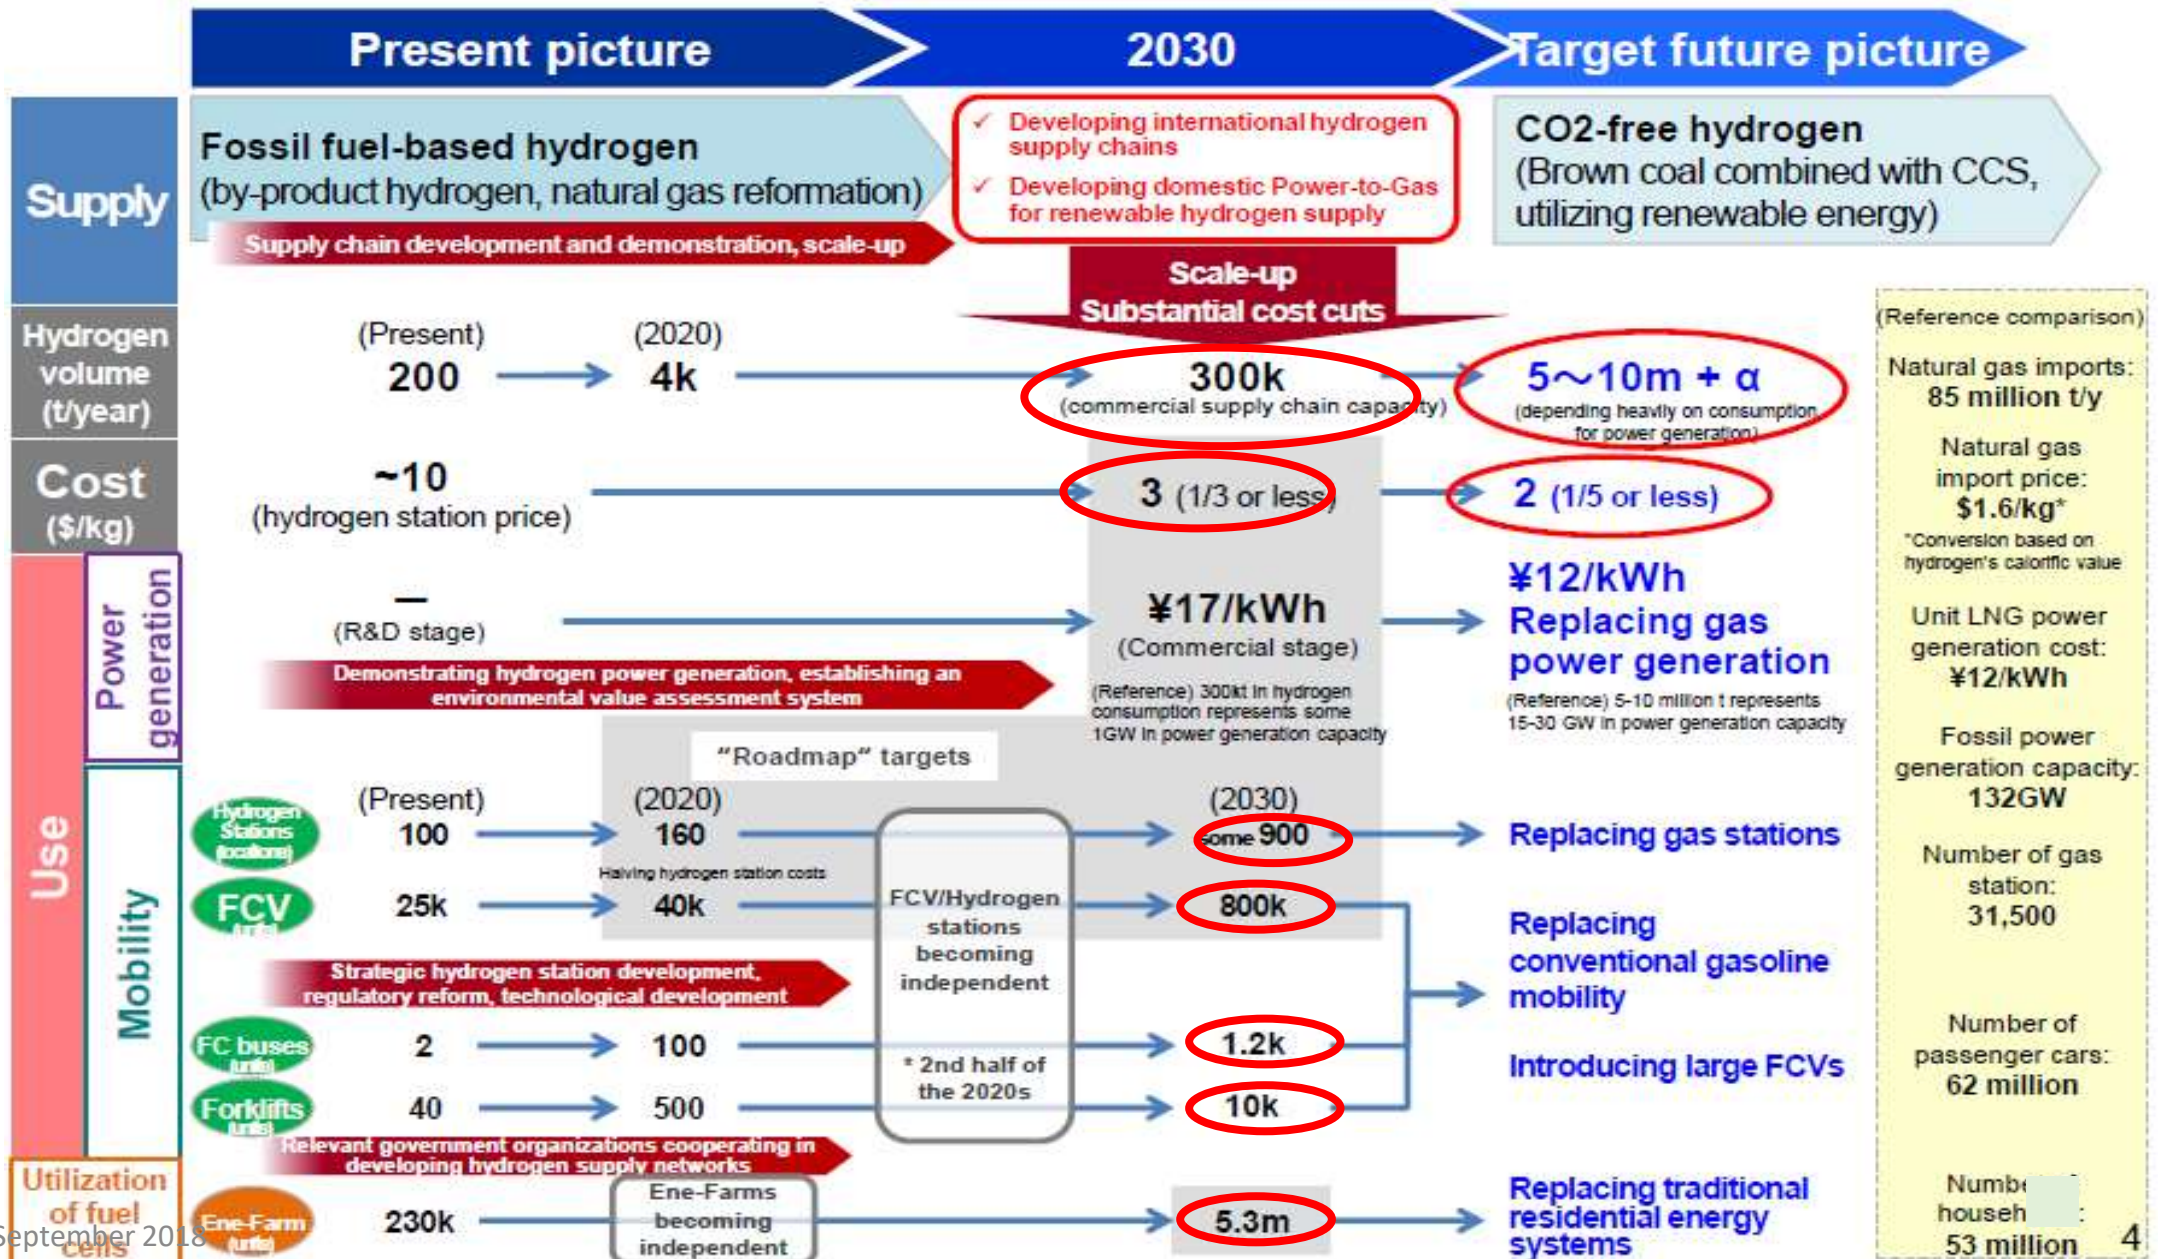 Present picture
2030
Target future picture
Supply
Fossil fuel-based hydrogen
(by-product hydrogen, natural gas reformation)
Supply chain development and demonstration, scale-up
✓ Developing international hydrogen
supply chains
✓ Developing domestic Power-to-Gas
for renewable hydrogen supply
CO2-free hydrogen
(Brown coal combined with CCS,
utilizing renewable energy)
Scale-up
Substantial cost cuts
Hydrogen
volume
(t/year)
(Present)
200
(2020)
4k
300k
(commercial supply chain capacity)
5～10m + α
(depending heavily on consumption
for power generation)
Cost
($/kg)
~10
(hydrogen station price)
3 (1/3 or less)
2 (1/5 or less)
Use
Power
generation
—
(R&D stage)
¥17/kWh
(Commercial stage)
(Reference) 300kt in hydrogen
consumption represents some
1GW in power generation capacity
¥12/kWh
Replacing gas
power generation
(Reference) 5-10 million t represents
15-30 GW in power generation capacity
Demonstrating hydrogen power generation, establishing an
environmental value assessment system
"Roadmap" targets
Mobility
Hydrogen
Stations
(locations)
(Present)
100
(2020)
160
Halving hydrogen station costs
(2030)
some 900
Replacing gas stations
FCV
(units)
25k
40k
800k
FCV/Hydrogen
stations
becoming
independent
* 2nd half of
the 2020s
Replacing
conventional gasoline
mobility
Strategic hydrogen station development,
regulatory reform, technological development
FC buses
(units)
2
100
1.2k
Introducing large FCVs
Forklifts
(units)
40
500
10k
Relevant government organizations cooperating in
developing hydrogen supply networks
Utilization
of fuel
cells
Ene-Farm
(units)
230k
Ene-Farms
becoming
independent
5.3m
Replacing traditional
residential energy
systems
(Reference comparison)
Natural gas imports:
85 million t/y
Natural gas
import price:
$1.6/kg*
*Conversion based on
hydrogen's calorific value
Unit LNG power
generation cost:
¥12/kWh
Fossil power
generation capacity:
132GW
Number of gas
station:
31,500
Number of
passenger cars:
62 million
53 million
September 2018
4